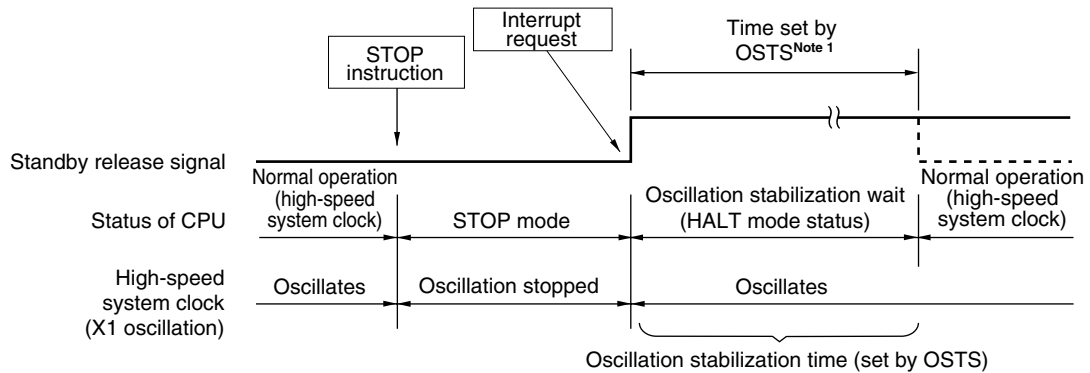 Interrupt
request
Time set by
OSTS^Note 1
STOP
instruction
Standby release signal
Normal operation
(high-speed
system clock)
Oscillation stabilization wait
(HALT mode status)
Normal operation
(high-speed
system clock)
Status of CPU
STOP mode
High-speed
system clock
(X1 oscillation)
Oscillates
Oscillation stopped
Oscillates
Oscillation stabilization time (set by OSTS)